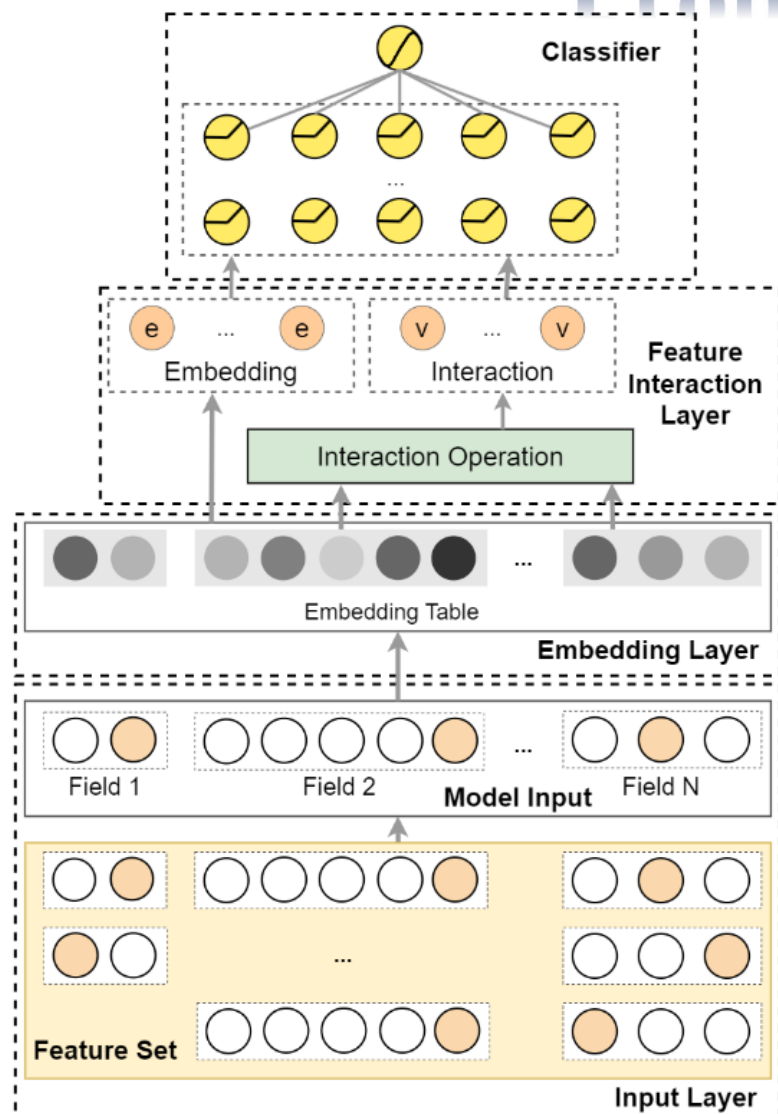 Classifier
...
e ... e
v ... v
Embedding
Interaction
Feature
Interaction
Layer
Interaction Operation
...
Embedding Table
Embedding Layer
...
Field 1
Field 2
Field N
Model Input
...
Feature Set
Input Layer